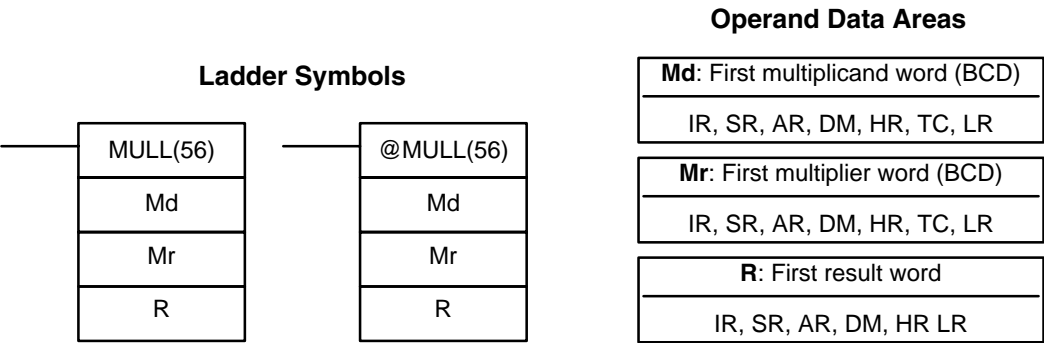 Operand Data Areas
Ladder Symbols
MULL(56)
Md
Mr
R
@MULL(56)
Md
Mr
R
Md: First multiplicand word (BCD)
IR, SR, AR, DM, HR, TC, LR
Mr: First multiplier word (BCD)
IR, SR, AR, DM, HR, TC, LR
R: First result word
IR, SR, AR, DM, HR LR